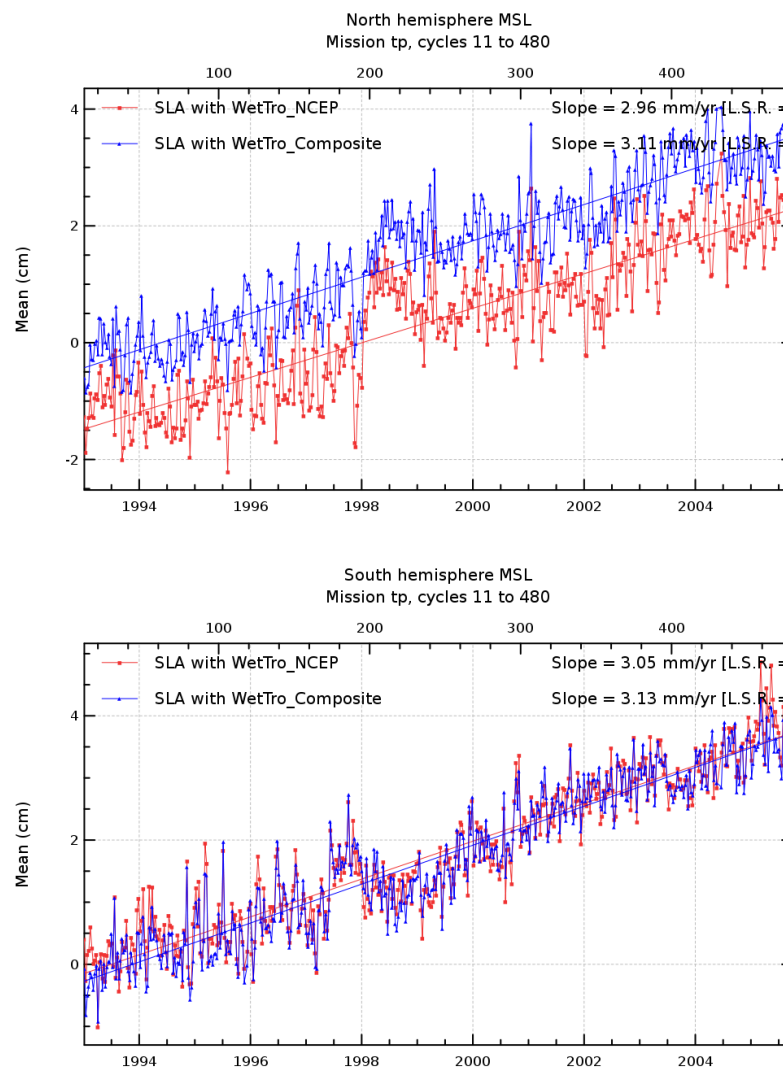 North hemisphere MSL
Mission tp, cycles 11 to 480
100 200 300 400
4
SLA with WetTro_NCEP Slope = 2.96 mm/yr [L.S.R. =
SLA with WetTro_Composite Slope = 3.11 mm/yr [L.S.R. =
2
Mean (cm)
0
-2
1994 1996 1998 2000 2002 2004
South hemisphere MSL
Mission tp, cycles 11 to 480
100 200 300 400
SLA with WetTro_NCEP Slope = 3.05 mm/yr [L.S.R. =
SLA with WetTro_Composite Slope = 3.13 mm/yr [L.S.R. =
4
Mean (cm)
2
0
1994 1996 1998 2000 2002 2004